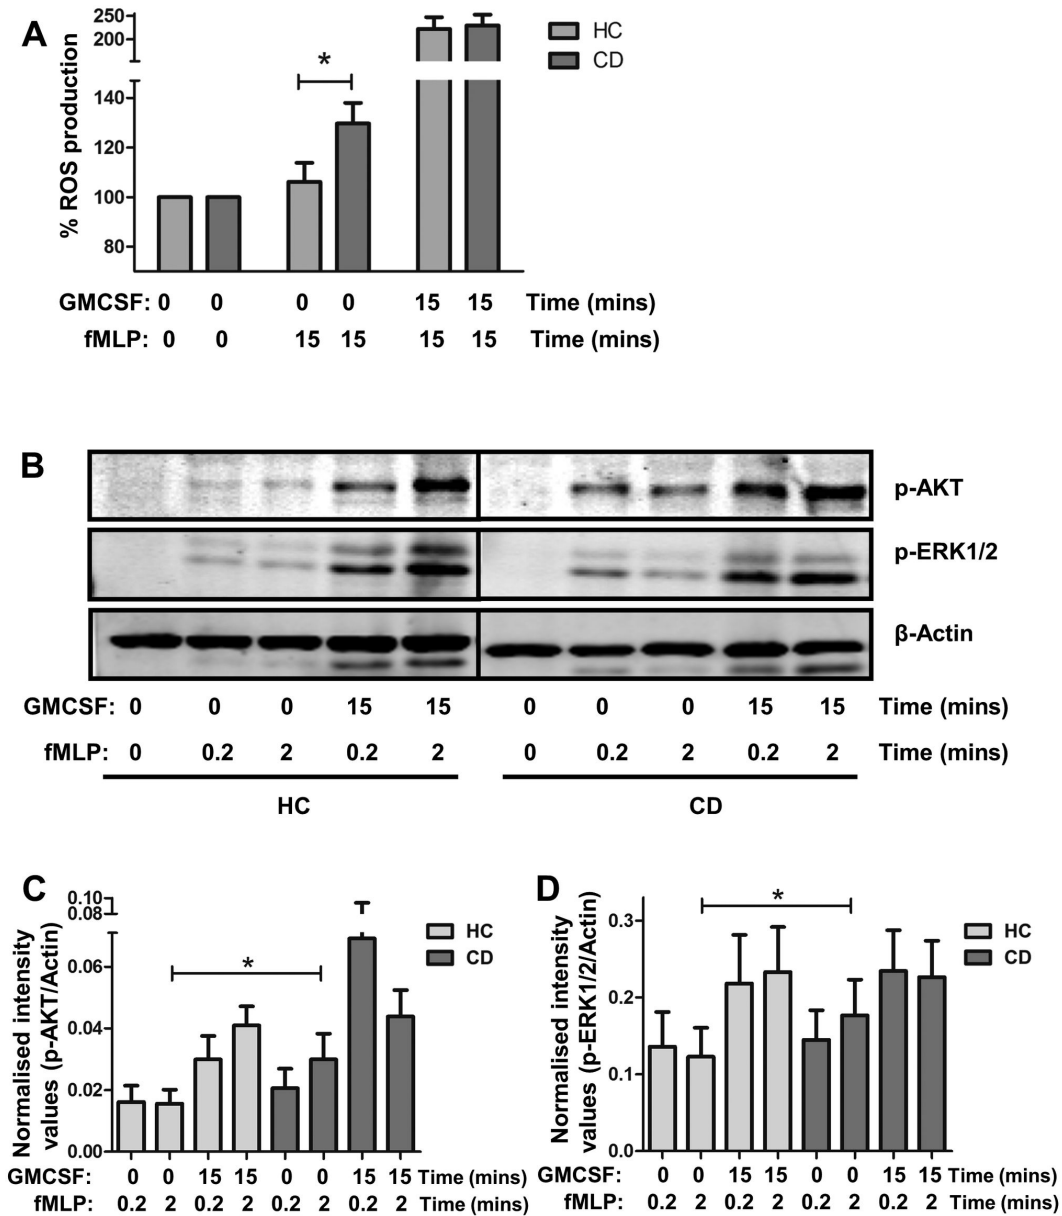 A
% ROS production
250
200
140
120
100
80
*
HC
CD
GMCSF: 0 0 0 0 15 15 Time (mins)
fMLP: 0 0 15 15 15 15 Time (mins)
B
p-AKT
p-ERK1/2
β-Actin
GMCSF: 0 0 0 15 15 0 0 0 15 15 Time (mins)
fMLP: 0 0.2 2 0.2 2 0 0.2 2 0.2 2 Time (mins)
HC CD
C
Normalised intensity
values (p-AKT/Actin)
0.10
0.08
0.06
0.04
0.02
0.00
*
HC
CD
GMCSF: 0 0 15 15 0 0 15 15 Time (mins)
fMLP: 0.2 2 0.2 2 0.2 2 0.2 2 Time (mins)
D
Normalised intensity
values (p-ERK1/2/Actin)
0.3
0.2
0.1
0.0
*
HC
CD
GMCSF: 0 0 15 15 0 0 15 15 Time (mins)
fMLP: 0.2 2 0.2 2 0.2 2 0.2 2 Time (mins)